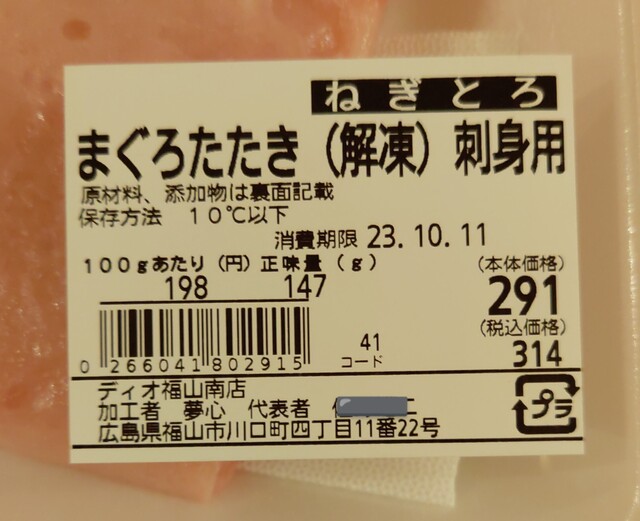 ねぎとろ
まぐろたたき（解凍）刺身用
原材料、添加物は裏面記載
保存方法　１０℃以下
消費期限 23.10.11
100gあたり（円）正味量（g）　（本体価格）
198　147　291
（税込価格）
41　314
コード
0 266041 802915
ディオ福山南店
加工者　夢心　代表者
広島県福山市川口町四丁目11番22号
プラ